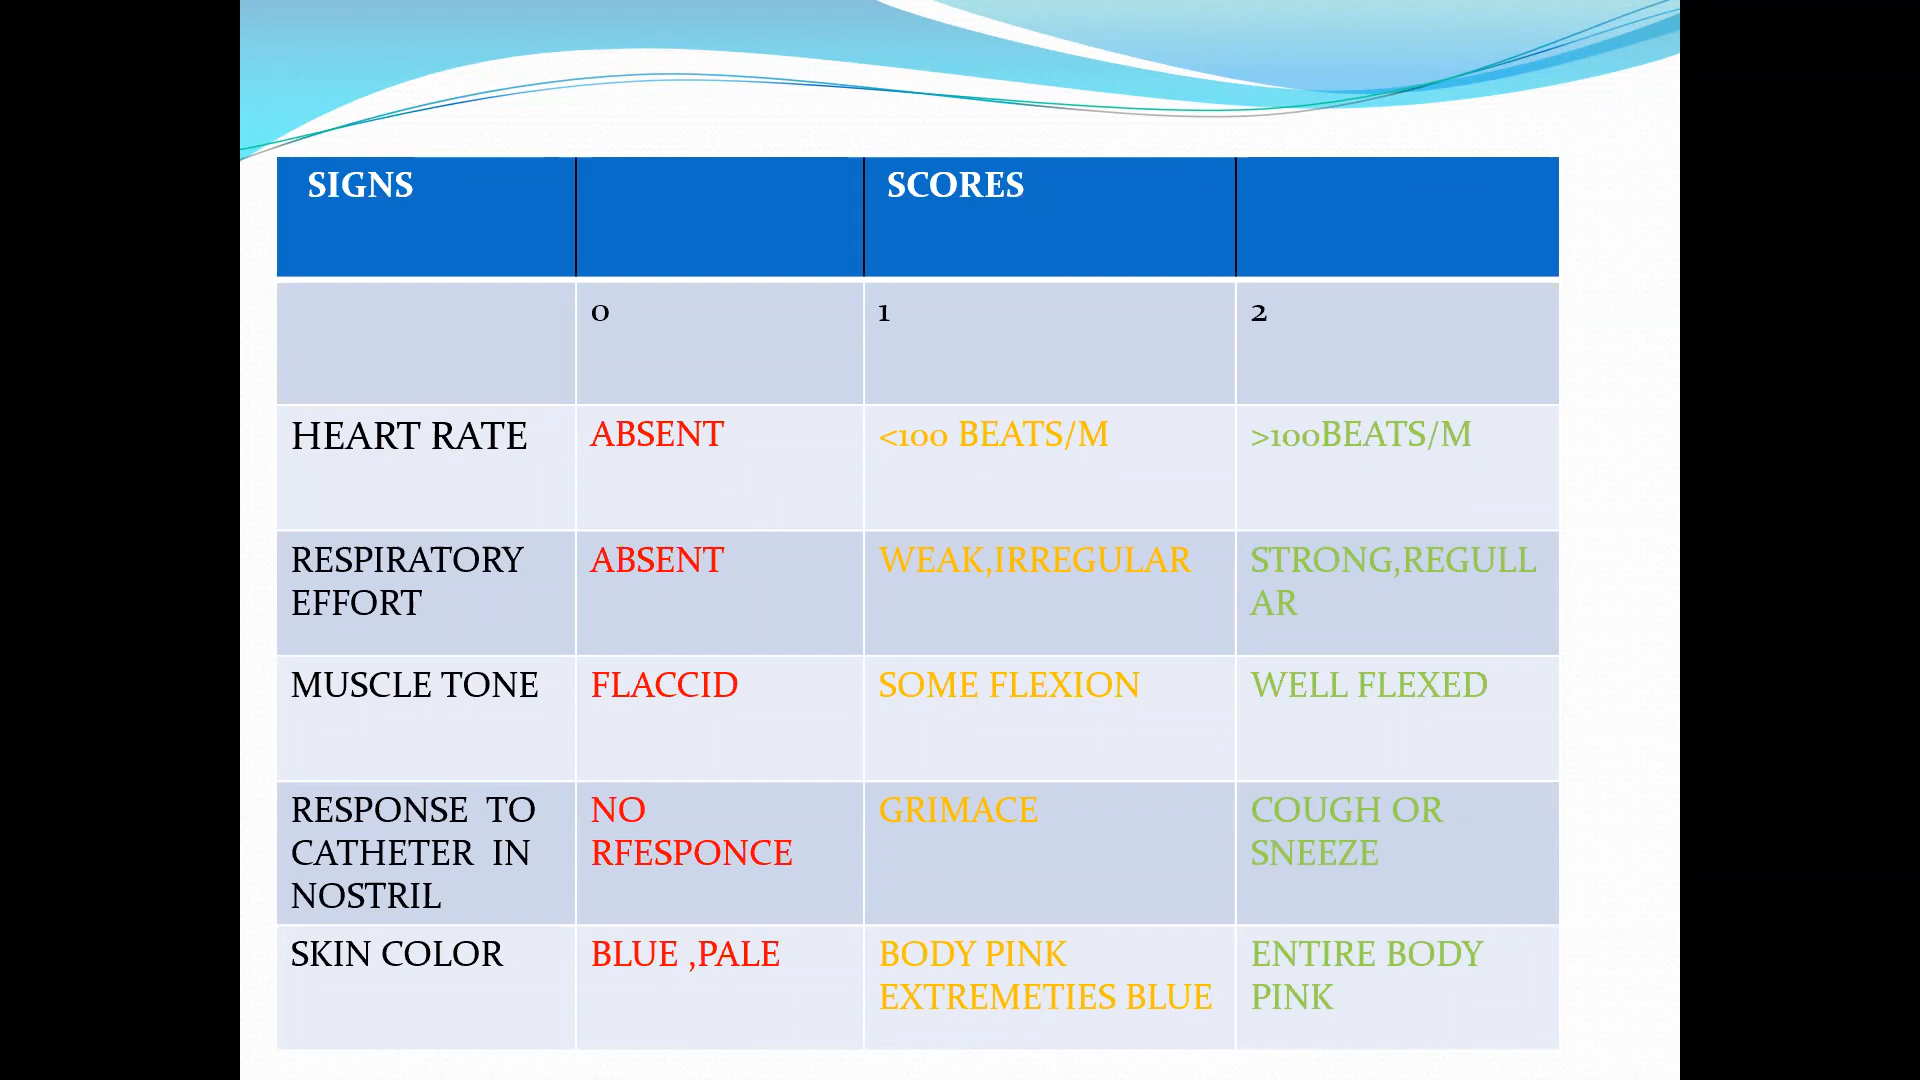 SIGNS SCORES
0 1 2
HEART RATE ABSENT <100 BEATS/M >100BEATS/M
RESPIRATORY EFFORT ABSENT WEAK,IRREGULAR STRONG,REGULLAR
MUSCLE TONE FLACCID SOME FLEXION WELL FLEXED
RESPONSE TO CATHETER IN NOSTRIL NO RFESPONCE GRIMACE COUGH OR SNEEZE
SKIN COLOR BLUE ,PALE BODY PINK EXTREMETIES BLUE ENTIRE BODY PINK